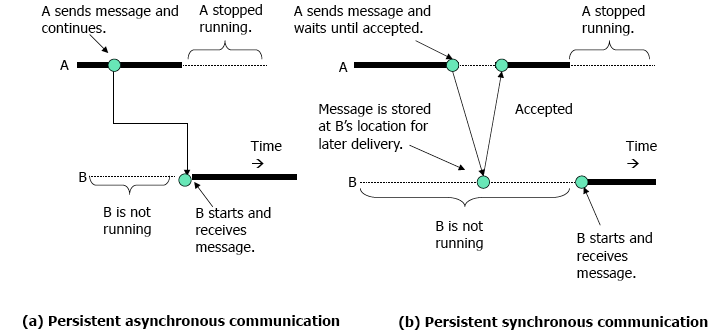 A sends message and
continues.
A stopped
running.
A
Time
→
B
B is not
running
B starts and
receives
message.
(a) Persistent asynchronous communication
A sends message and
waits until accepted.
A stopped
running.
A
Message is stored
at B's location for
later delivery.
Accepted
Time
→
B
B is not
running
B starts and
receives
message.
(b) Persistent synchronous communication